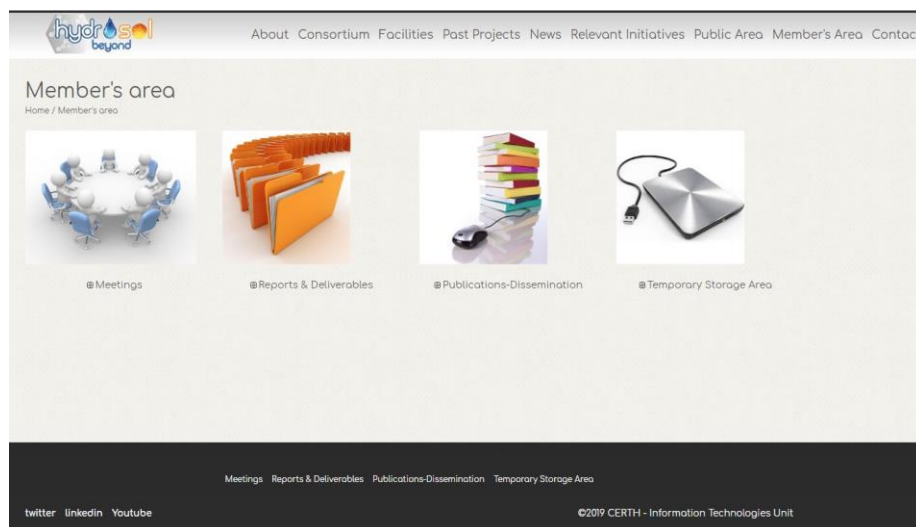 hydrosol
beyond
About Consortium Facilities Past Projects News Relevant Initiatives Public Area Member's Area Contac
Member's area
Home / Member's area
Meetings
Reports & Deliverables
Publications-Dissemination
Temporary Storage Area
Meetings Reports & Deliverables Publications-Dissemination Temporary Storage Area
twitter linkedin Youtube
©2019 CERTH - Information Technologies Unit